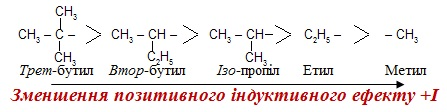 CH₃
CH₃ – C – > CH₃ – CH – > CH₃ – CH – > C₂H₅ – > – CH₃
CH₃ C₂H₅ CH₃
Трет-бутил Втор-бутил Ізо-пропіл Етил Метил
Зменшення позитивного індуктивного ефекту +I